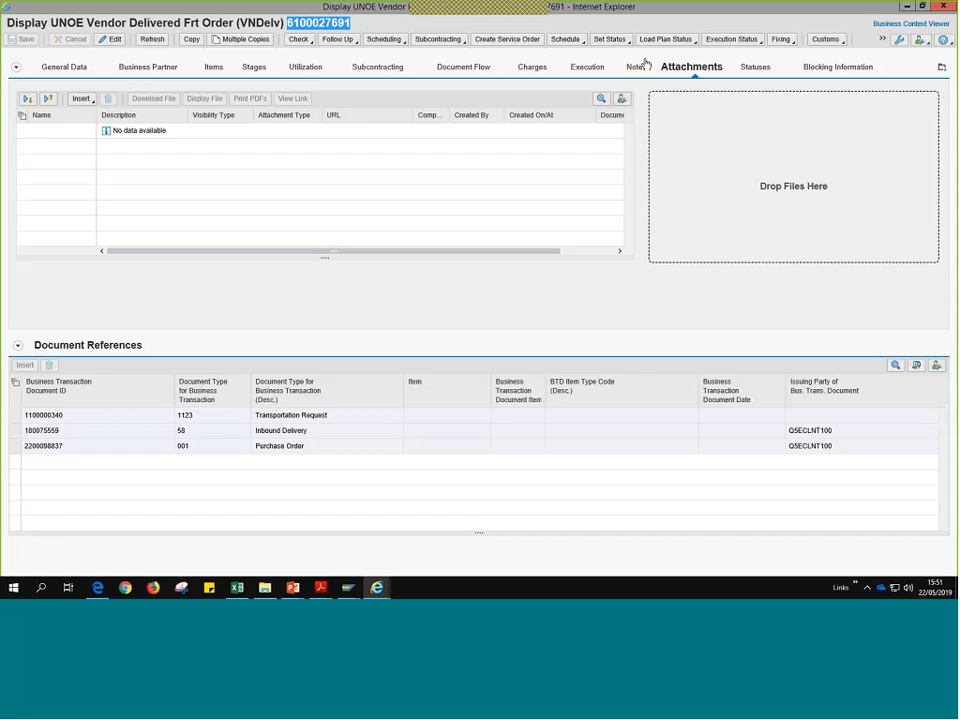 Display UNOE Vendor 7691 - Internet Explorer
Display UNOE Vendor Delivered Frt Order (VNDelv) 6100027691
Business Context Viewer
Save Cancel Edit Refresh Copy Multiple Copies Check Follow Up Scheduling Subcontracting Create Service Order Schedule Set Status Load Plan Status Execution Status Fixing Customs >>
General Data Business Partner Items Stages Utilization Subcontracting Document Flow Charges Execution Attachments Statuses Blocking Information
Insert Download File Display File Print PDFs View Link
Name Description Visibility Type Attachment Type URL Comp... Created By Created On/At Docume
No data available
Drop Files Here
Document References
Insert
Business Transaction Document ID
Document Type for Business Transaction
Document Type for Business Transaction (Desc.)
Item
Business Transaction Document Item
BTD Item Type Code (Desc.)
Business Transaction Document Date
Issuing Party of Bus. Trans. Document
1100000340 1123 Transportation Request
180075559 58 Inbound Delivery Q5ECLNT100
2200098837 001 Purchase Order Q5ECLNT100
Links
15:51
22/05/2019